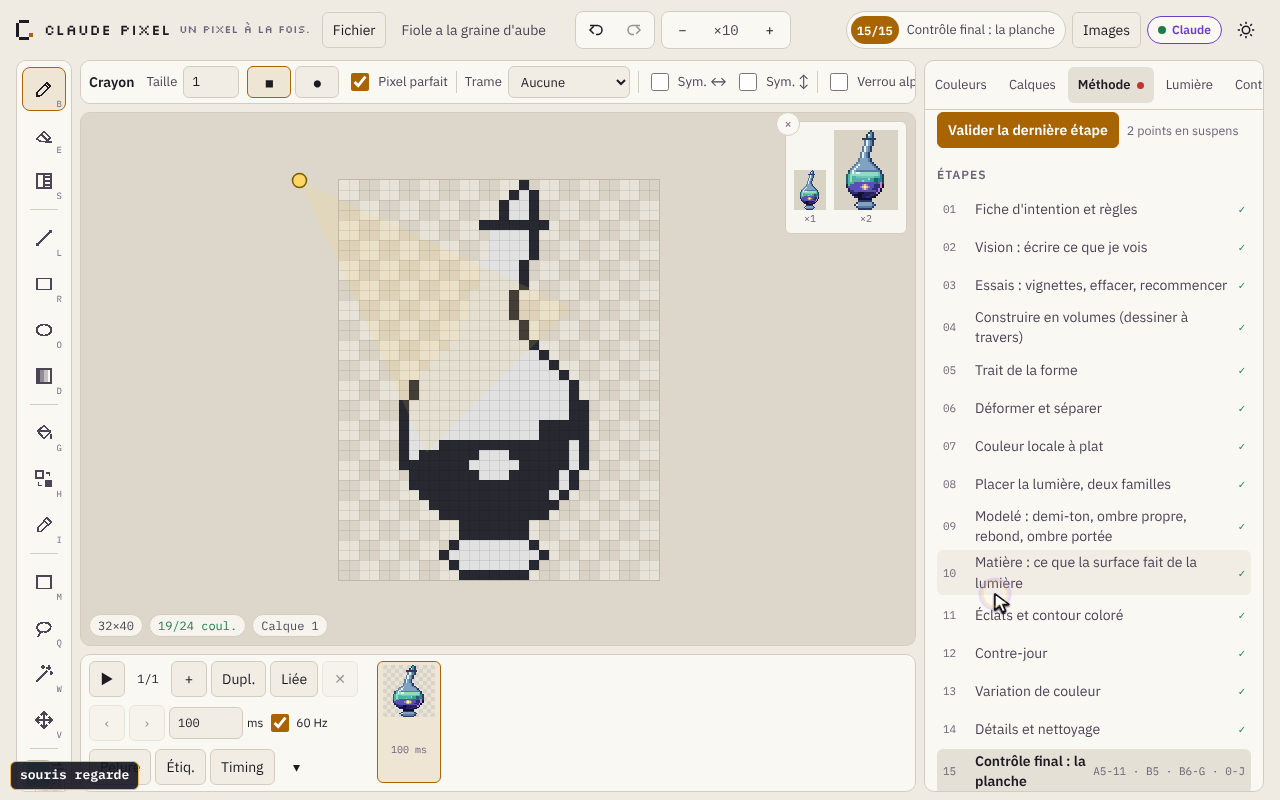 CLAUDE PIXEL UN PIXEL À LA FOIS. Fichier Fiole a la graine d'aube − ×10 + 15/15 Contrôle final : la planche Images Claude
Crayon Taille 1 Pixel parfait Trame Aucune Sym. ↔ Sym. ↕ Verrou alp
Couleurs Calques Méthode Lumière Cont
B
E
S
L
R
O
D
G
H
I
M
Q
W
V
×
×1 ×2
32×40 19/24 coul. Calque 1
1/1 + Dupl. Liée ×
‹ › 100 ms 60 Hz
Étiq. Timing ▼
100 ms
souris regarde
Valider la dernière étape 2 points en suspens
ÉTAPES
01 Fiche d'intention et règles ✓
02 Vision : écrire ce que je vois ✓
03 Essais : vignettes, effacer, recommencer ✓
04 Construire en volumes (dessiner à
travers) ✓
05 Trait de la forme ✓
06 Déformer et séparer ✓
07 Couleur locale à plat ✓
08 Placer la lumière, deux familles ✓
09 Modelé : demi-ton, ombre propre,
rebond, ombre portée ✓
10 Matière : ce que la surface fait de la
lumière ✓
11 Éclats et contour coloré ✓
12 Contre-jour ✓
13 Variation de couleur ✓
14 Détails et nettoyage ✓
15 Contrôle final : la
planche A5-11 · B5 · B6-G · 0-J